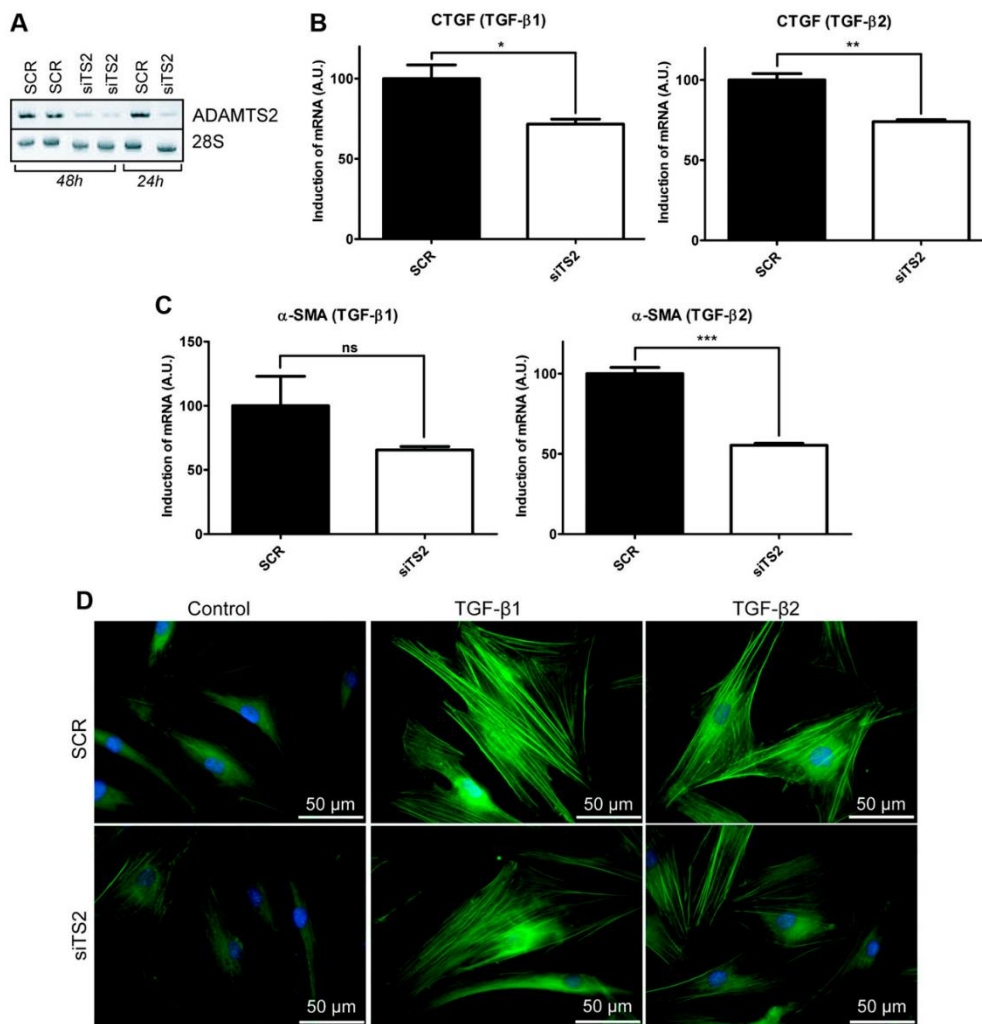 A
SCR
SCR
siTS2
siTS2
SCR
siTS2
ADAMTS2
28S
48h
24h
B
CTGF (TGF-β1)
Induction of mRNA (A.U.)
100
50
0
*
SCR
siTS2
CTGF (TGF-β2)
Induction of mRNA (A.U.)
100
50
0
**
SCR
siTS2
C
α-SMA (TGF-β1)
Induction of mRNA (A.U.)
150
100
50
0
ns
SCR
siTS2
α-SMA (TGF-β2)
Induction of mRNA (A.U.)
100
50
0
***
SCR
siTS2
D
Control
TGF-β1
TGF-β2
SCR
50 µm
50 µm
50 µm
siTS2
50 µm
50 µm
50 µm